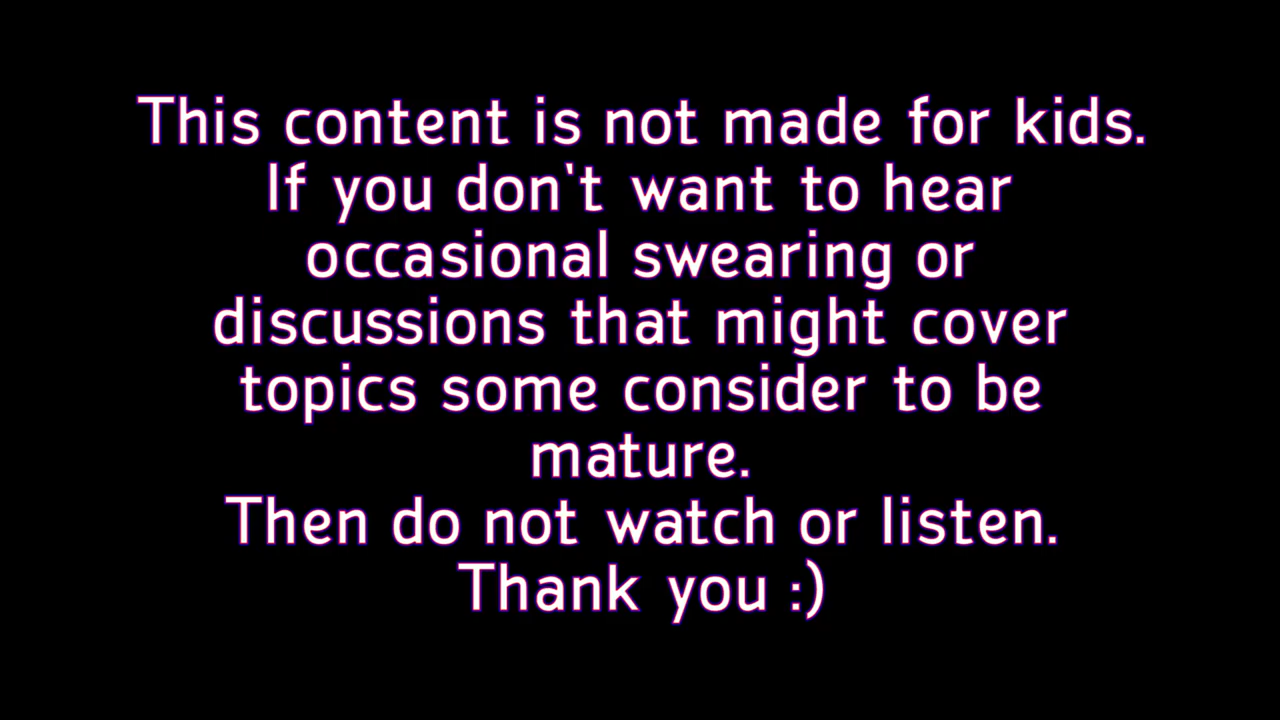 This content is not made for kids.
If you don't want to hear
occasional swearing or
discussions that might cover
topics some consider to be
mature.
Then do not watch or listen.
Thank you :)